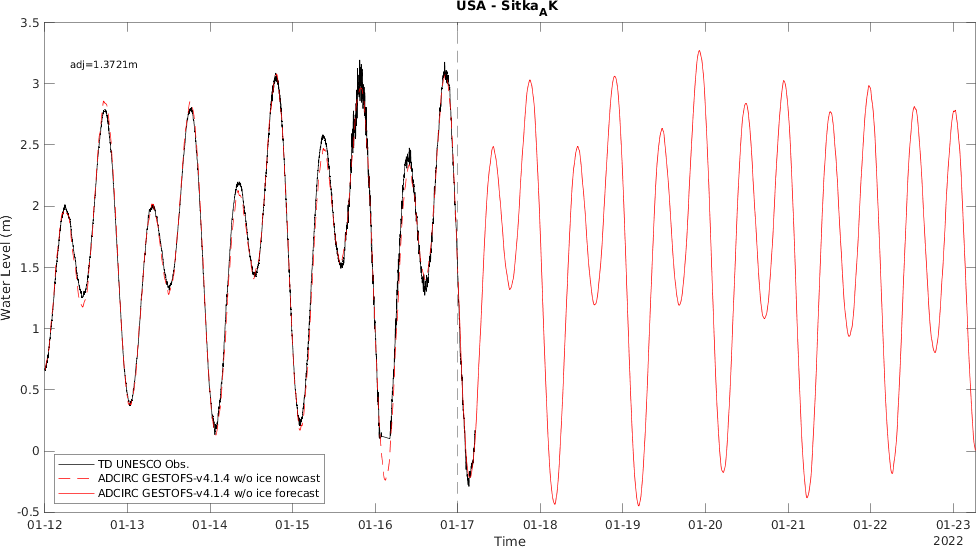 USA - Sitka_AK
3.5
adj=1.3721m
3
2.5
2
1.5
1
0.5
0
-0.5
Water Level (m)
TD UNESCO Obs.
ADCIRC GESTOFS-v4.1.4 w/o ice nowcast
ADCIRC GESTOFS-v4.1.4 w/o ice forecast
01-12 01-13 01-14 01-15 01-16 01-17 01-18 01-19 01-20 01-21 01-22 01-23
Time
2022